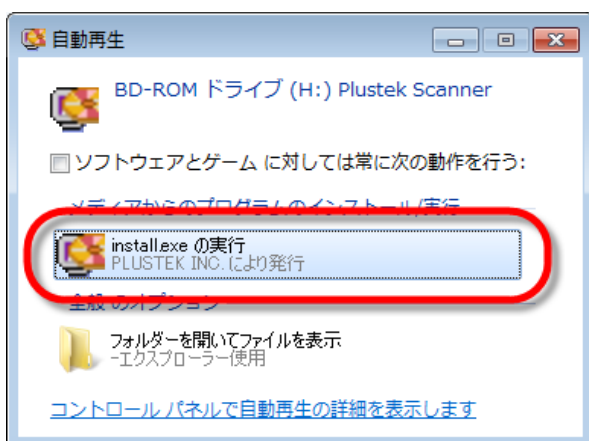 自動再生
BD-ROM ドライブ (H:) Plustek Scanner
ソフトウェアとゲーム に対しては常に次の動作を行う:
メディアからのプログラムのインストール/実行
install.exe の実行
PLUSTEK INC. により発行
全般 のオプション
フォルダーを開いてファイルを表示
-エクスプローラー使用
コントロール パネルで自動再生の詳細を表示します